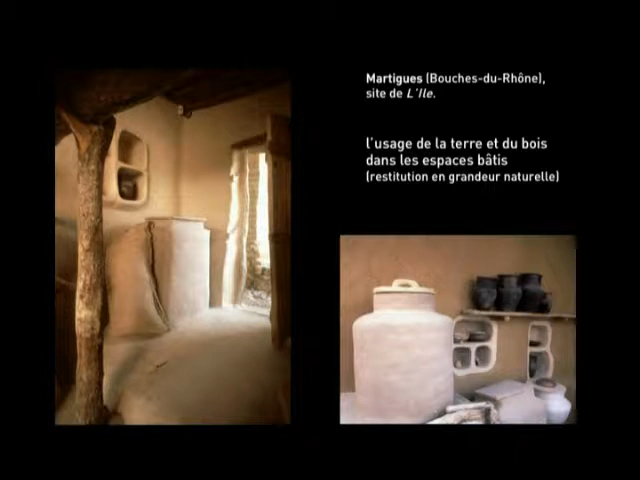 Martigues (Bouches-du-Rhône),
site de L'Ile.
l'usage de la terre et du bois
dans les espaces bâtis
(restitution en grandeur naturelle)